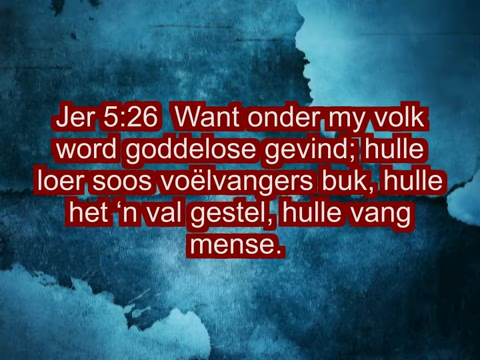 Jer 5:26  Want onder my volk
word goddelose gevind; hulle
loer soos voëlvangers buk, hulle
het ‘n val gestel, hulle vang
mense.